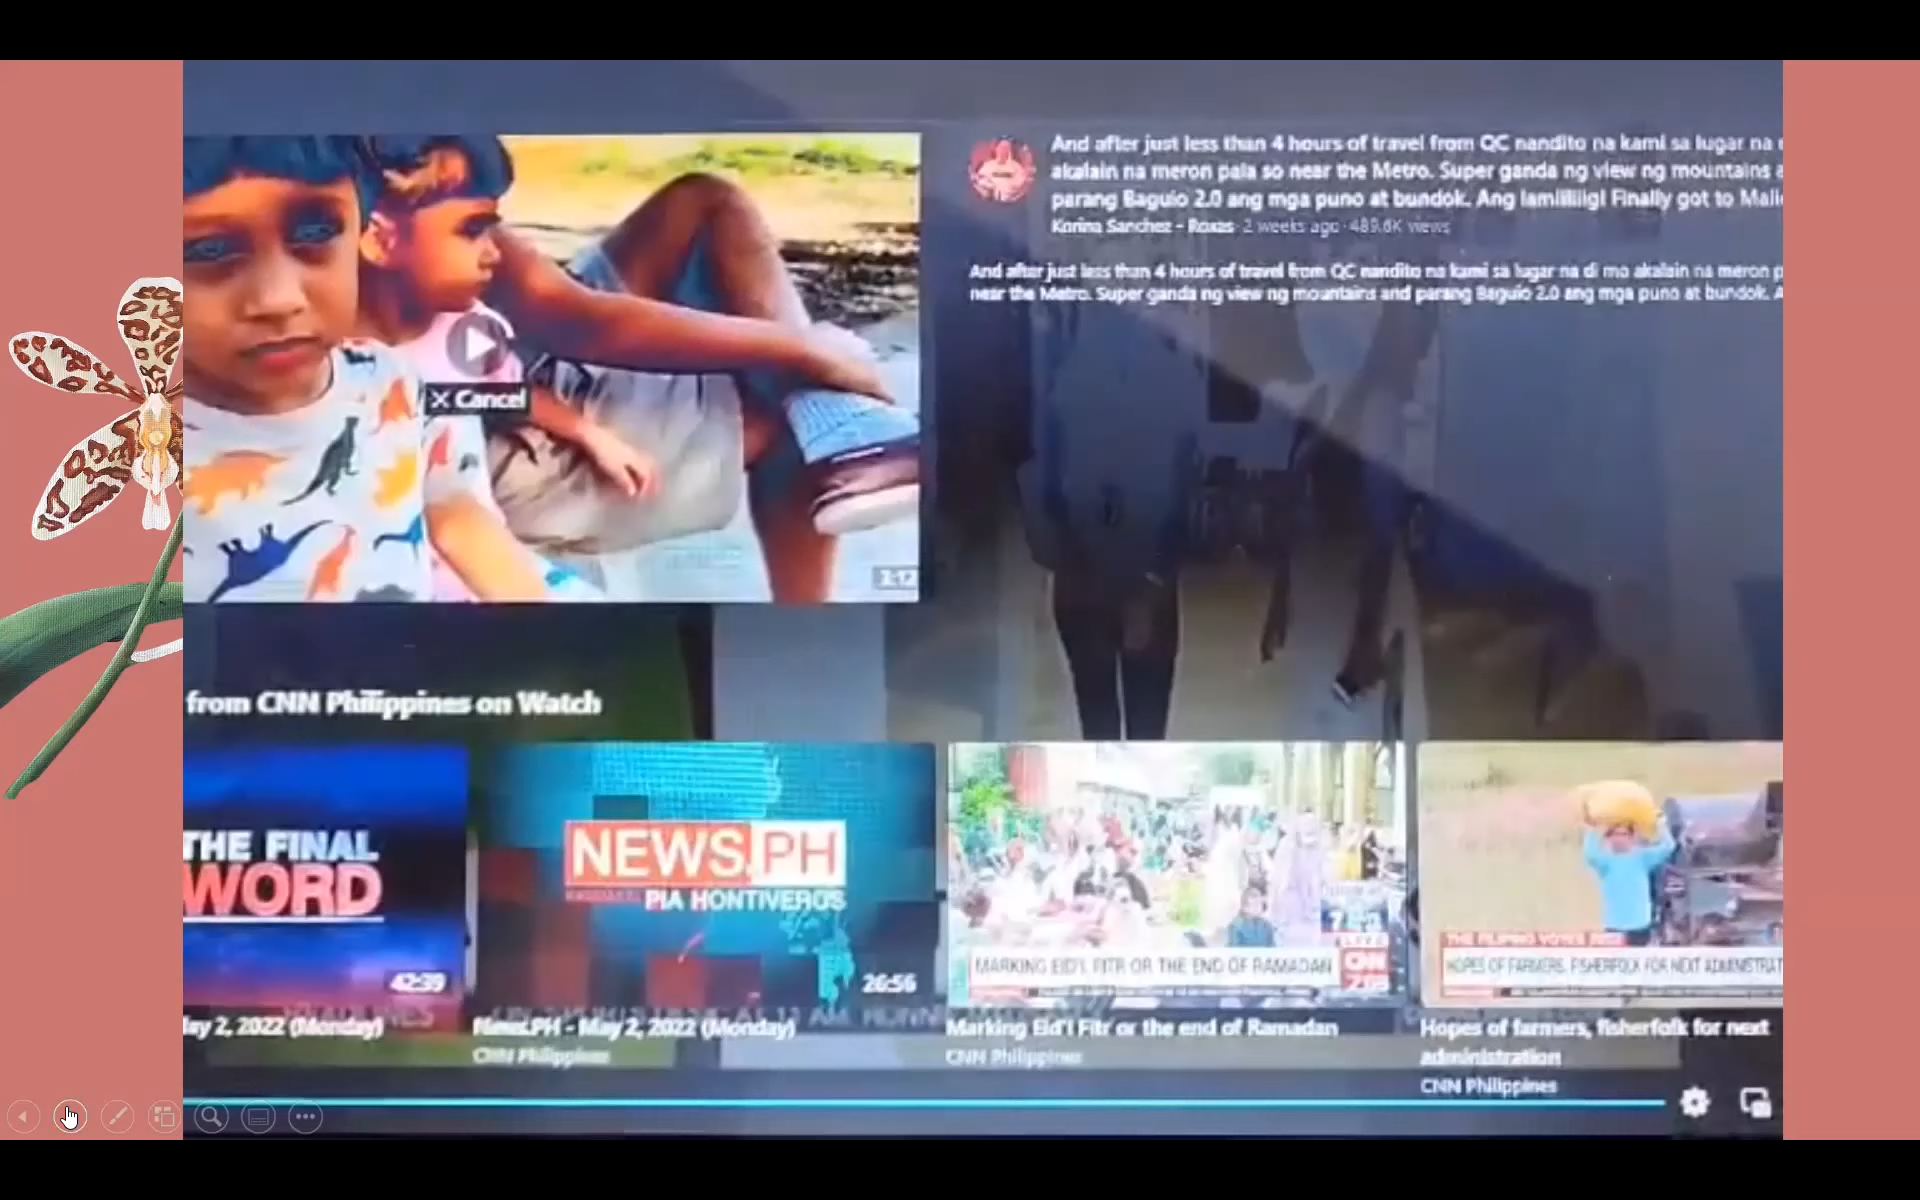 And after just less than 4 hours of travel from QC nandito na kami sa lugar na
akalain na meron pala so near the Metro. Super ganda ng view ng mountains a
parang Baguio 2.0 ang mga puno at bundok. Ang lamiiiiiig! Finally got to
Korina Sanchez - Roxas · 2 weeks ago · 489.6K views
And after just less than 4 hours of travel from QC nandito na kami sa lugar na di mo akalain na meron p
near the Metro. Super ganda ng view ng mountains and parang Baguio 2.0 ang mga puno at bundok. A
X Cancel
3:12
from CNN Philippines on Watch
THE FINAL
WORD
42:39
NEWS.PH
PIA HONTIVEROS
26:56
MARKING EID'L FITR OR THE END OF RAMADAN
THE FILIPINO VOTES 2022
HOPES OF FARMERS, FISHERFOLK FOR NEXT ADMINISTRAT
ay 2, 2022 (Monday)
News.PH - May 2, 2022 (Monday)
CNN Philippines
Marking Eid'l Fitr or the end of Ramadan
CNN Philippines
Hopes of farmers, fisherfolk for next
administration
CNN Philippines